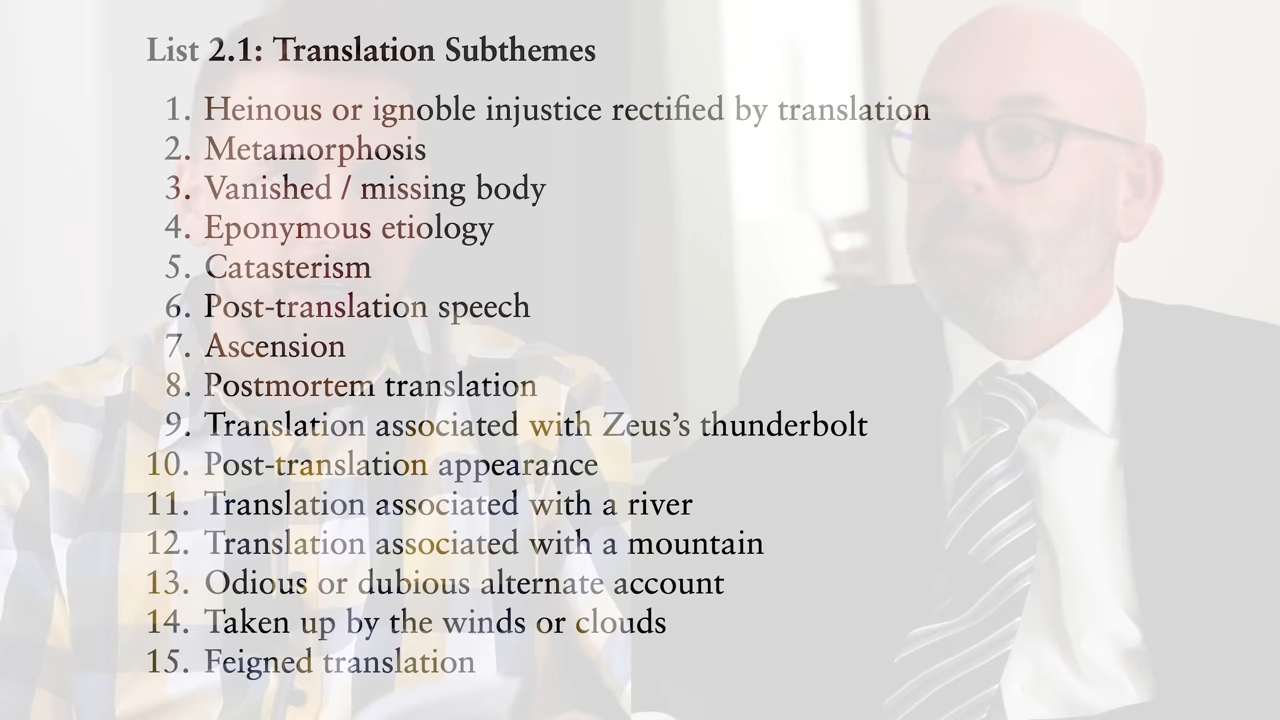 List 2.1: Translation Subthemes
1. Heinous or ignoble injustice rectified by translation
2. Metamorphosis
3. Vanished / missing body
4. Eponymous etiology
5. Catasterism
6. Post-translation speech
7. Ascension
8. Postmortem translation
9. Translation associated with Zeus’s thunderbolt
10. Post-translation appearance
11. Translation associated with a river
12. Translation associated with a mountain
13. Odious or dubious alternate account
14. Taken up by the winds or clouds
15. Feigned translation